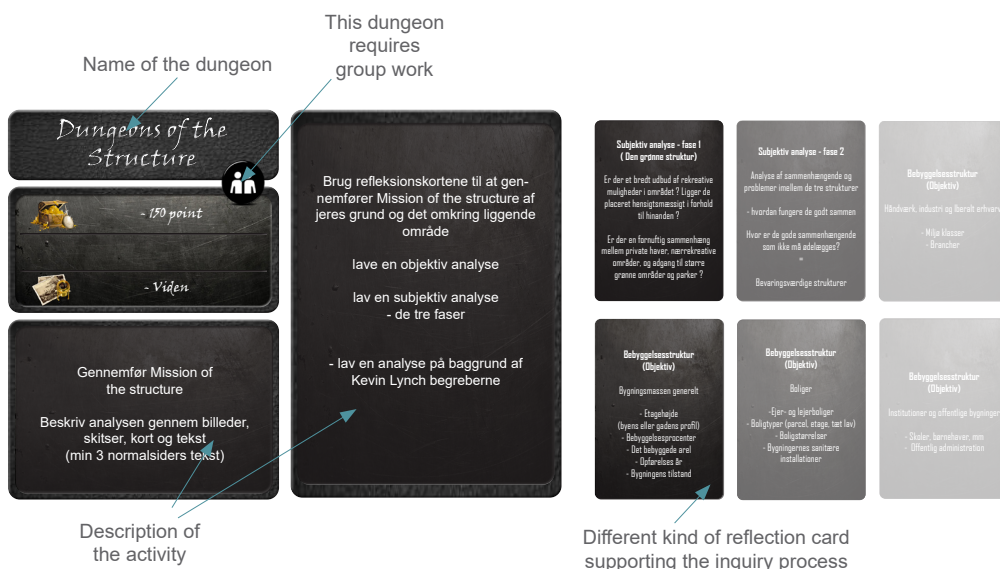 This dungeon
requires
group work
Name of the dungeon
Dungeons of the
Structure
- 150 point
- Viden
Gennemfør Mission of
the structure
Beskriv analysen gennem billeder,
skitser, kort og tekst
(min 3 normalsiders tekst)
Brug refleksionskortene til at gen-
nemfører Mission of the structure af
jeres grund og det omkring liggende
område
lave en objektiv analyse
lav en subjektiv analyse
- de tre faser
- lav en analyse på baggrund af
Kevin Lynch begreberne
Subjektiv analyse - fase 1
( Den grønne struktur)
Er der et bredt udbud af rekreative
muligheder i området ? Ligger de
placeret hensigtsmæssigt i forhold
til hinanden ?
Er der en fornuftig sammenhæng
mellem private haver, nærrekreative
områder, og adgang til større
grønne områder og parker ?
Subjektiv analyse - fase 2
Analyse af sammenhængende og
problemer imellem de tre strukturer
- hvordan fungere de godt sammen
Hvor er de gode sammenhængende
som ikke må ødelægges?
=
Bevaringsværdige strukturer
Bebyggelsesstruktur
(Objektiv)
Håndværk, industri og liberalt erhverv
- Miljø klasser
- Brancher
Bebyggelsesstruktur
(Objektiv)
Bygningsmassen generelt
- Etagehøjde
(byens eller gadens profil)
- Bebyggelsesprocenter
- Det bebyggede arel
- Opførelses år
- Bygningens tilstand
Bebyggelsesstruktur
(Objektiv)
Boliger
-Ejer- og lejerboliger
- Boligtyper (parcel, etage, tæt lav)
- Boligstørrelser
- Bygningernes sanitære
installationer
Bebyggelsesstruktur
(Objektiv)
Institutioner og offentlige bygninger
- Skoler, børnehaver, mm
- Offentlig administration
Description of
the activity
Different kind of reflection card
supporting the inquiry process